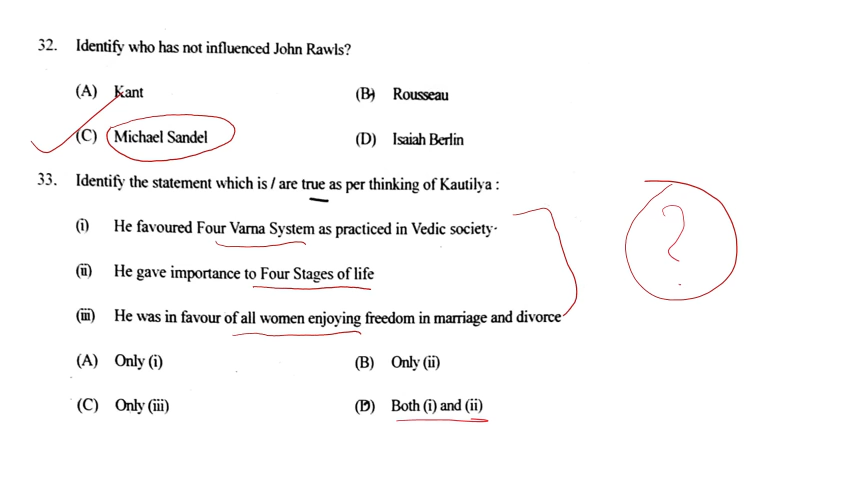 32. Identify who has not influenced John Rawls?
(A) Kant (B) Rousseau
(C) Michael Sandel (D) Isaiah Berlin
33. Identify the statement which is / are true as per thinking of Kautilya :
(i) He favoured Four Varna System as practiced in Vedic society.
(ii) He gave importance to Four Stages of life
(iii) He was in favour of all women enjoying freedom in marriage and divorce
(A) Only (i) (B) Only (ii)
(C) Only (iii) (D) Both (i) and (ii)
?